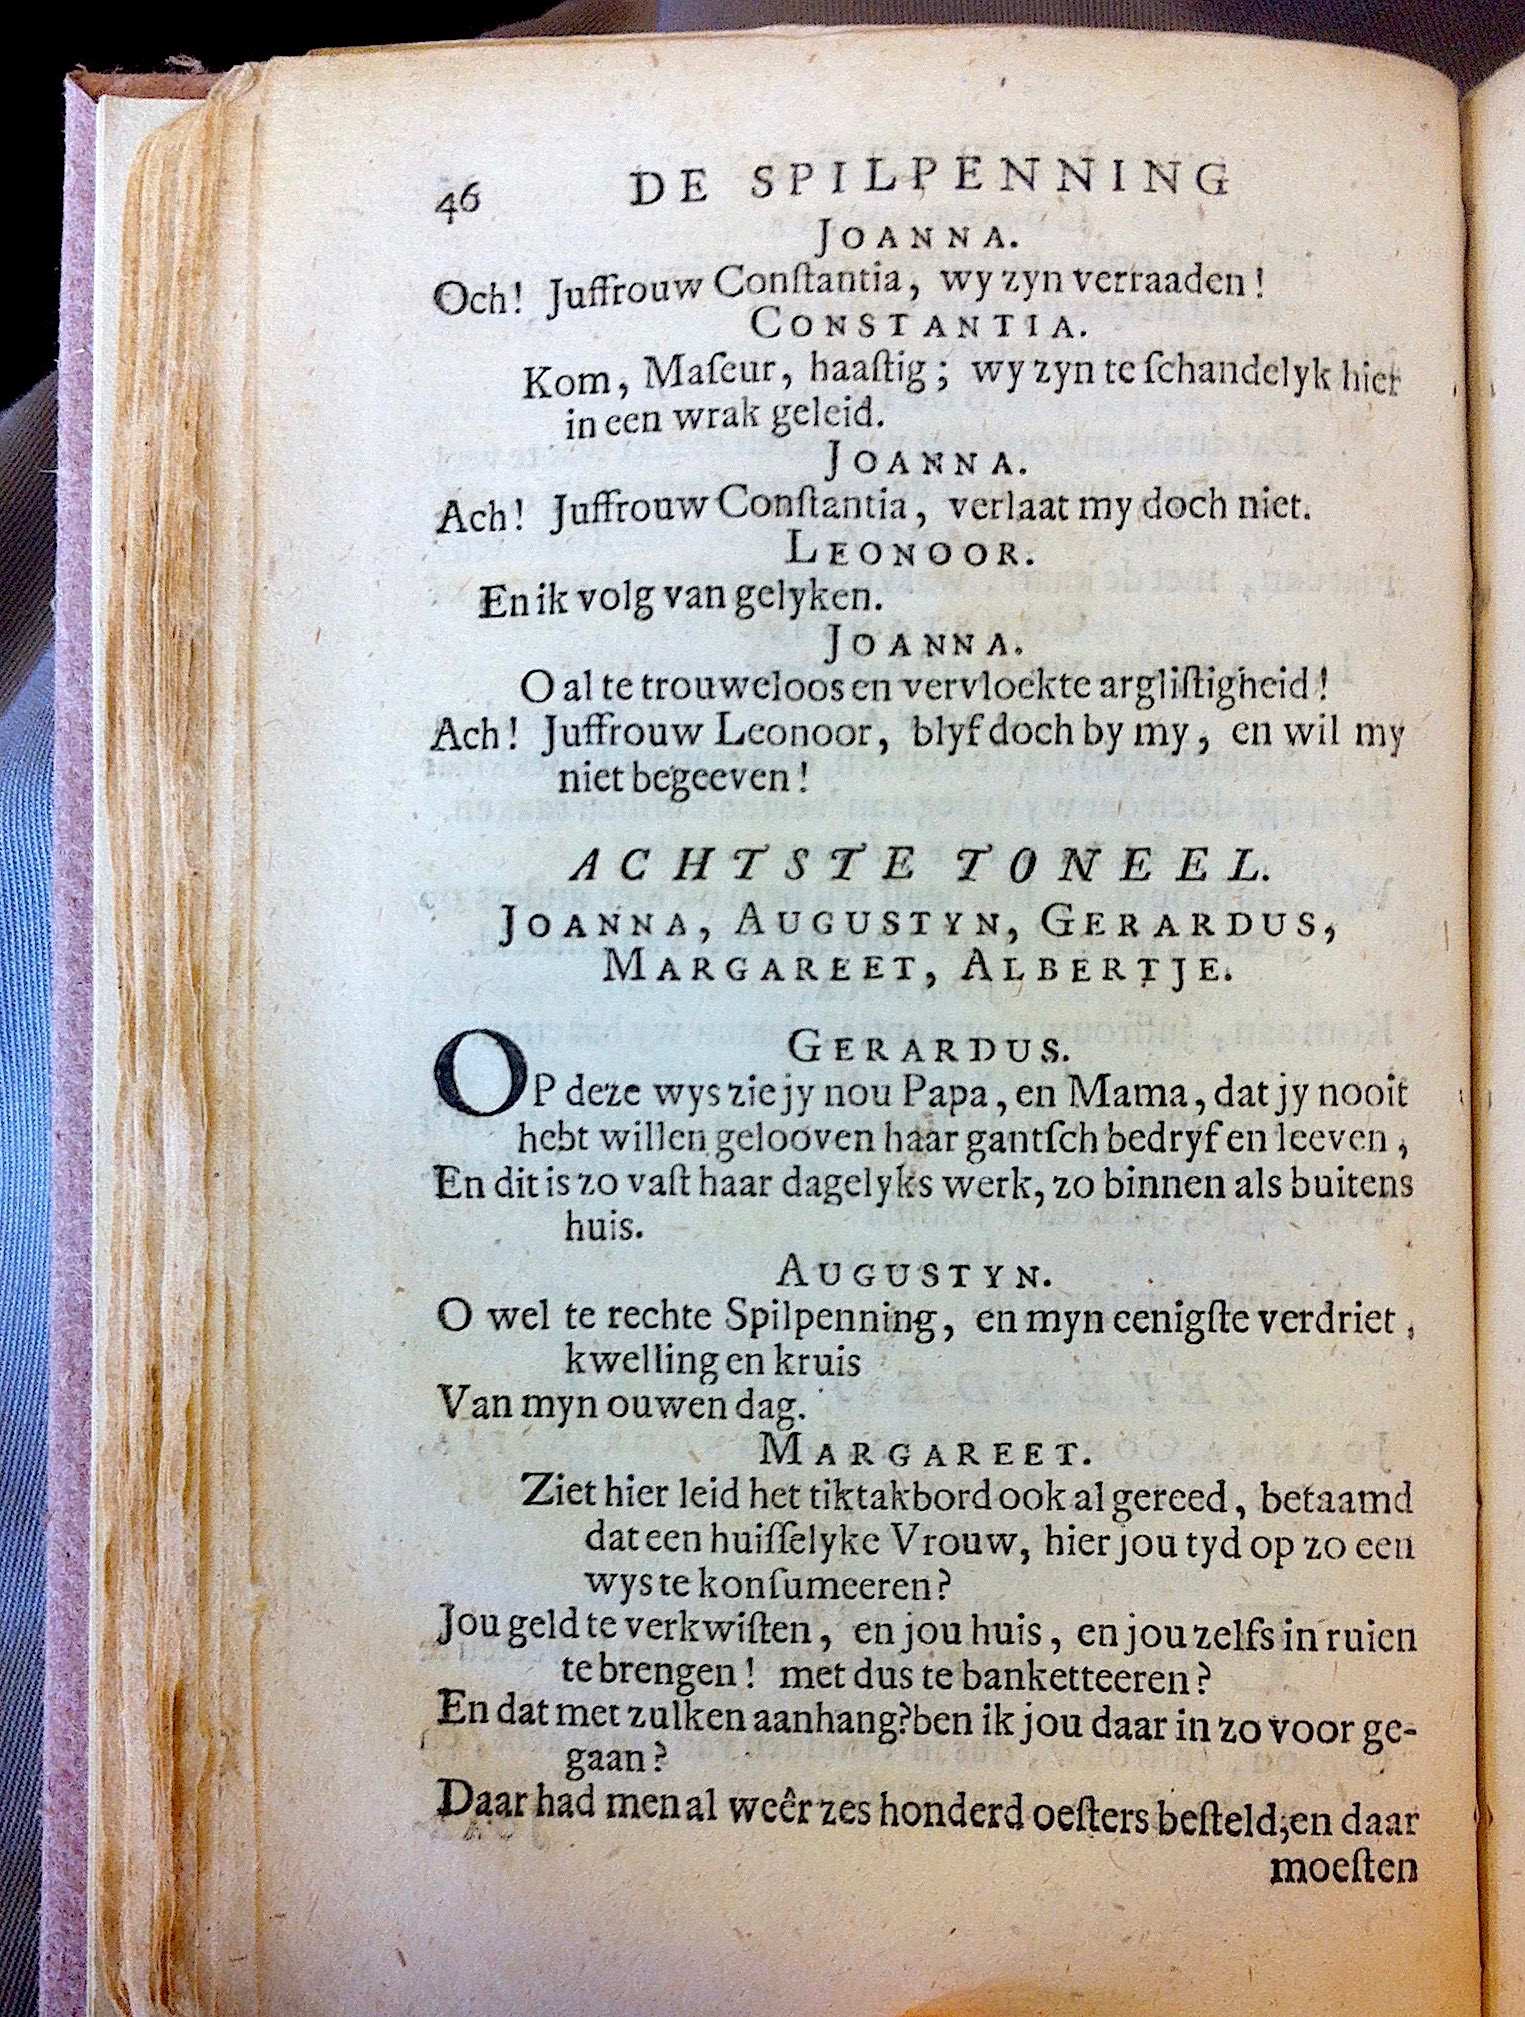 46 DE SPILPENNING
JOANNA.
Och! Juffrouw Conſtantia, wy zyn verraaden!
CONSTANTIA.
Kom, Maſeur, haaſtig; wy zyn te ſchandelyk hier
in een wrak geleid.
JOANNA.
Ach! Juffrouw Conſtantia, verlaat my doch niet.
LEONOOR.
En ik volg van gelyken.
JOANNA.
O al te trouweloos en vervloekte argliſtigheid!
Ach! Juffrouw Leonoor, blyf doch by my, en wil my
niet begeeven!
ACHTSTE TONEEL.
JOANNA, AUGUSTYN, GERARDUS,
MARGAREET, ALBERTJE.
GERARDUS.
OP deze wys zie jy nou Papa, en Mama, dat jy nooit
hebt willen gelooven haar gantſch bedryf en leeven,
En dit is zo vaſt haar dagelyks werk, zo binnen als buitens
huis.
AUGUSTYN.
O wel te rechte Spilpenning, en myn eenigſte verdriet,
kwelling en kruis
Van myn ouwen dag.
MARGAREET.
Ziet hier leid het tiktakbord ook al gereed, betaamd
dat een huiſſelyke Vrouw, hier jou tyd op zo een
wys te konſumeeren?
Jou geld te verkwiſten, en jou huis, en jou zelfs in ruien
te brengen! met dus te banketteeren?
En dat met zulken aanhang?ben ik jou daar in zo voor ge-
gaan?
Daar had men al weêr zes honderd oeſters beſteld;en daar
moeſten